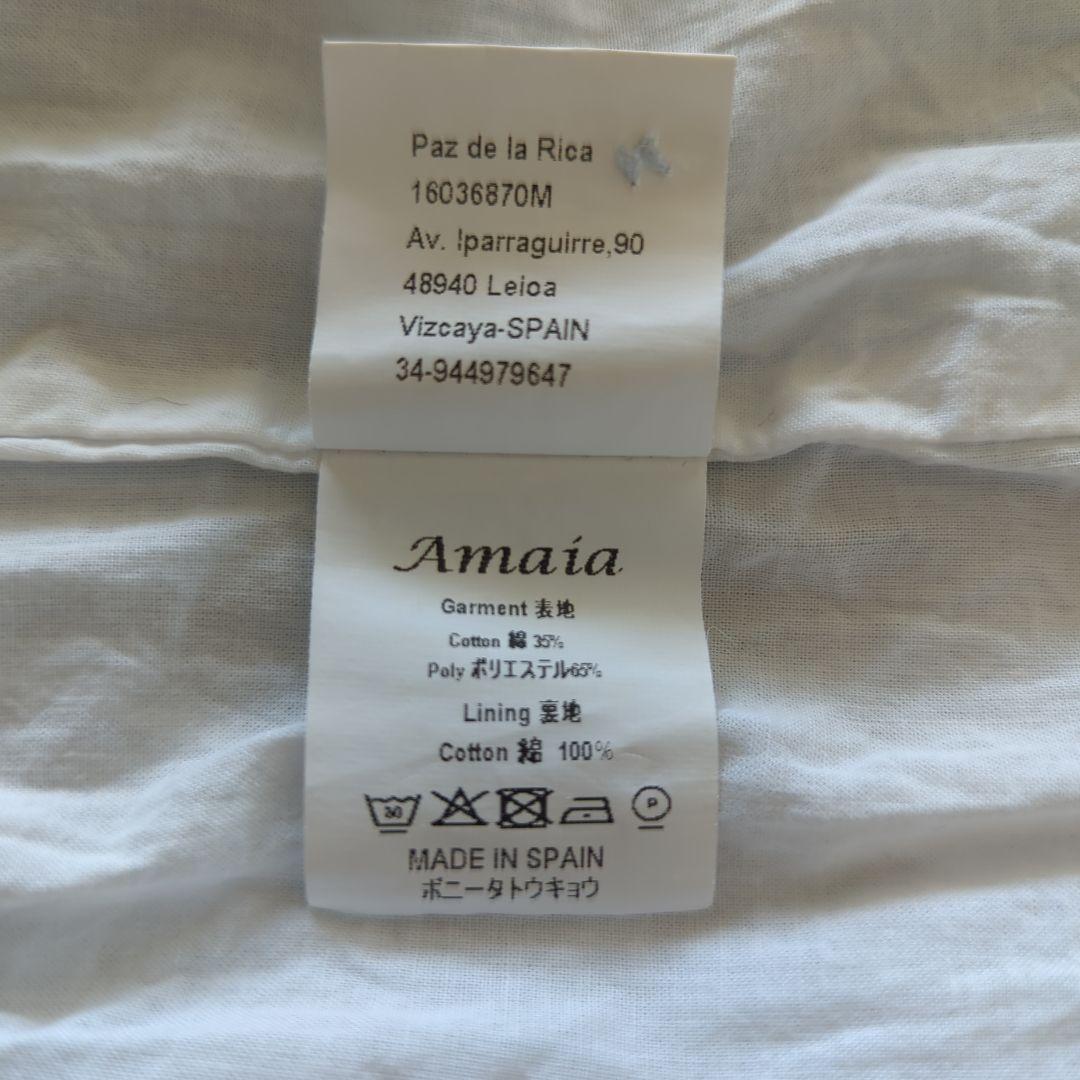 Paz de la Rica
16036870M
Av. Iparraguirre,90
48940 Leioa
Vizcaya-SPAIN
34-944979647
Amaia
Garment 表地
Cotton 綿 35%
Poly ポリエステル65%
Lining 裏地
Cotton 綿 100%
30 P
MADE IN SPAIN
ボニータトウキョウ